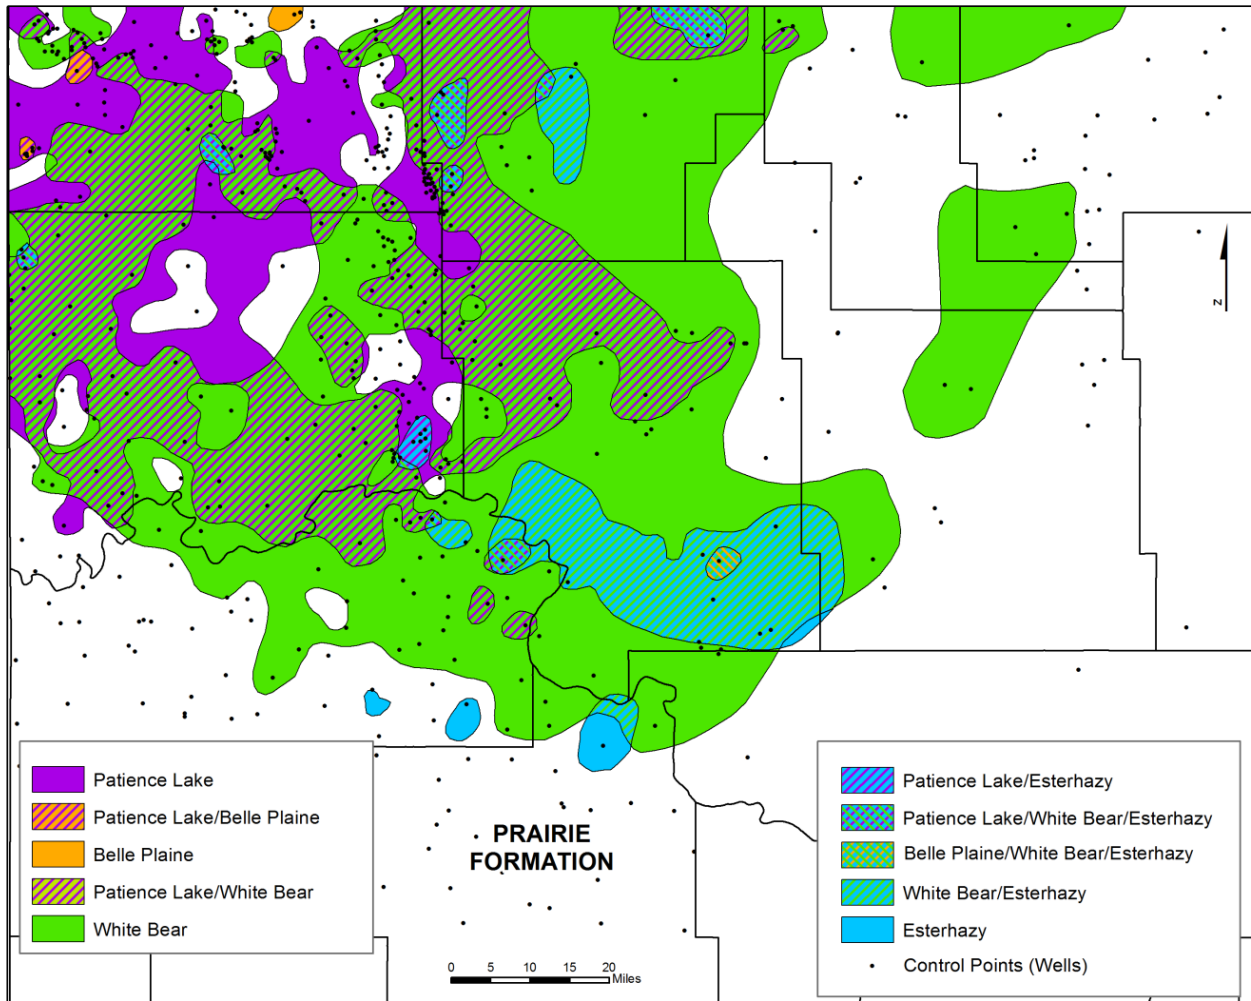 Z
Patience Lake
Patience Lake/Belle Plaine
Belle Plaine
Patience Lake/White Bear
White Bear
PRAIRIE
FORMATION
0 5 10 15 20
Miles
Patience Lake/Esterhazy
Patience Lake/White Bear/Esterhazy
Belle Plaine/White Bear/Esterhazy
White Bear/Esterhazy
Esterhazy
Control Points (Wells)